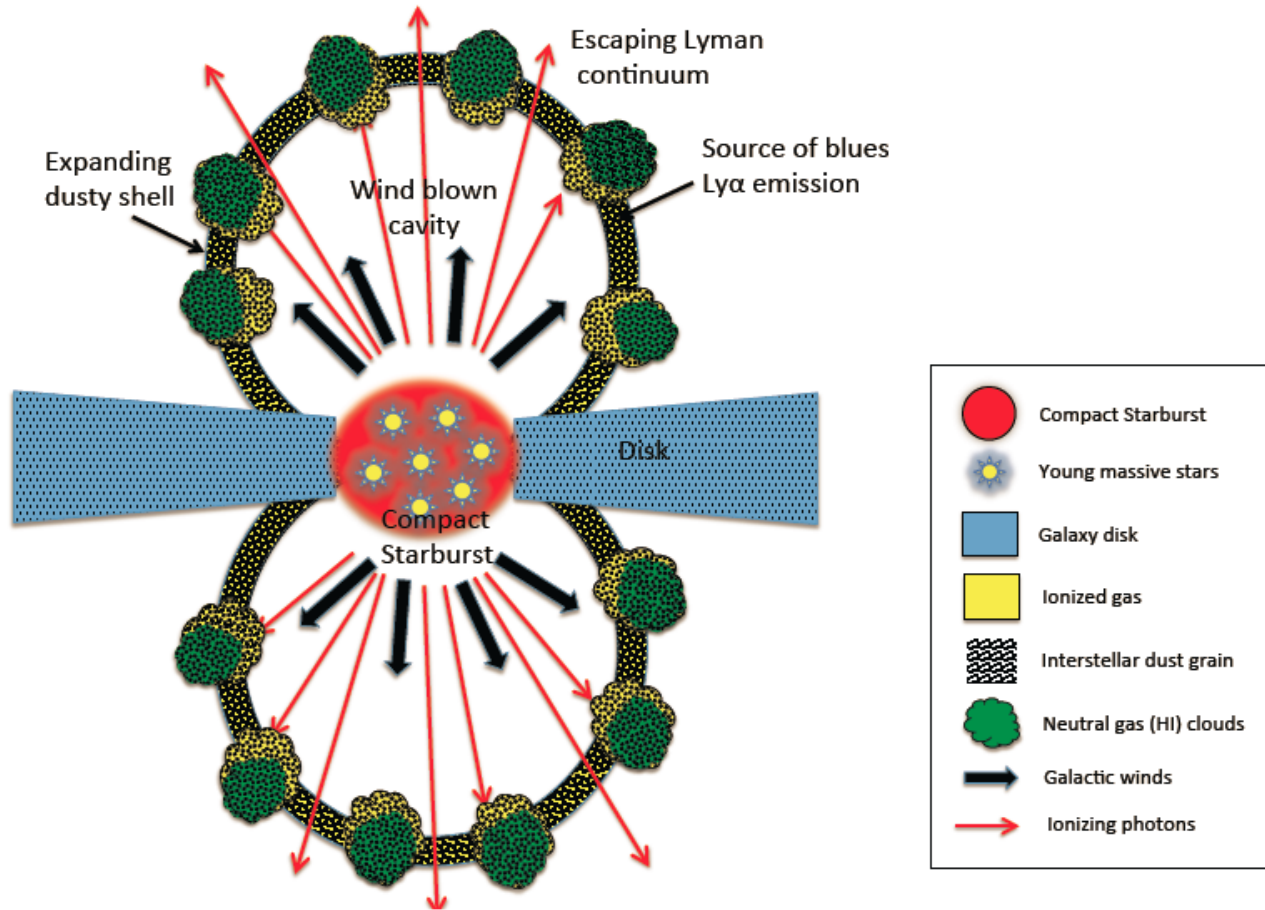 Escaping Lyman
continuum
Expanding
dusty shell
Wind blown
cavity
Source of blues
Lyα emission
Disk
Compact
Starburst
Compact Starburst
Young massive stars
Galaxy disk
Ionized gas
Interstellar dust grain
Neutral gas (HI) clouds
Galactic winds
Ionizing photons